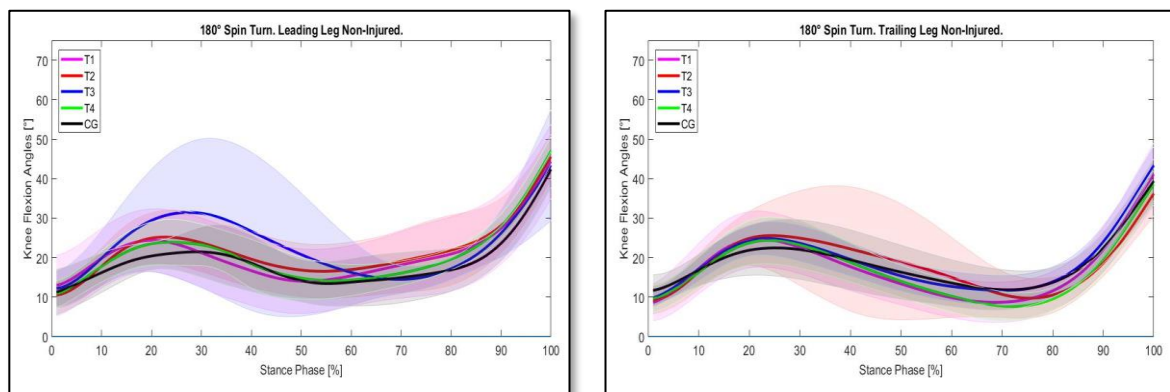 180° Spin Turn. Leading Leg Non-Injured.
Knee Flexion Angles [°]
70
60
50
40
30
20
10
0
T1
T2
T3
T4
CG
0 10 20 30 40 50 60 70 80 90 100
Stance Phase [%]
180° Spin Turn. Trailing Leg Non-Injured.
Knee Flexion Angles [°]
70
60
50
40
30
20
10
0
T1
T2
T3
T4
CG
0 10 20 30 40 50 60 70 80 90 100
Stance Phase [%]